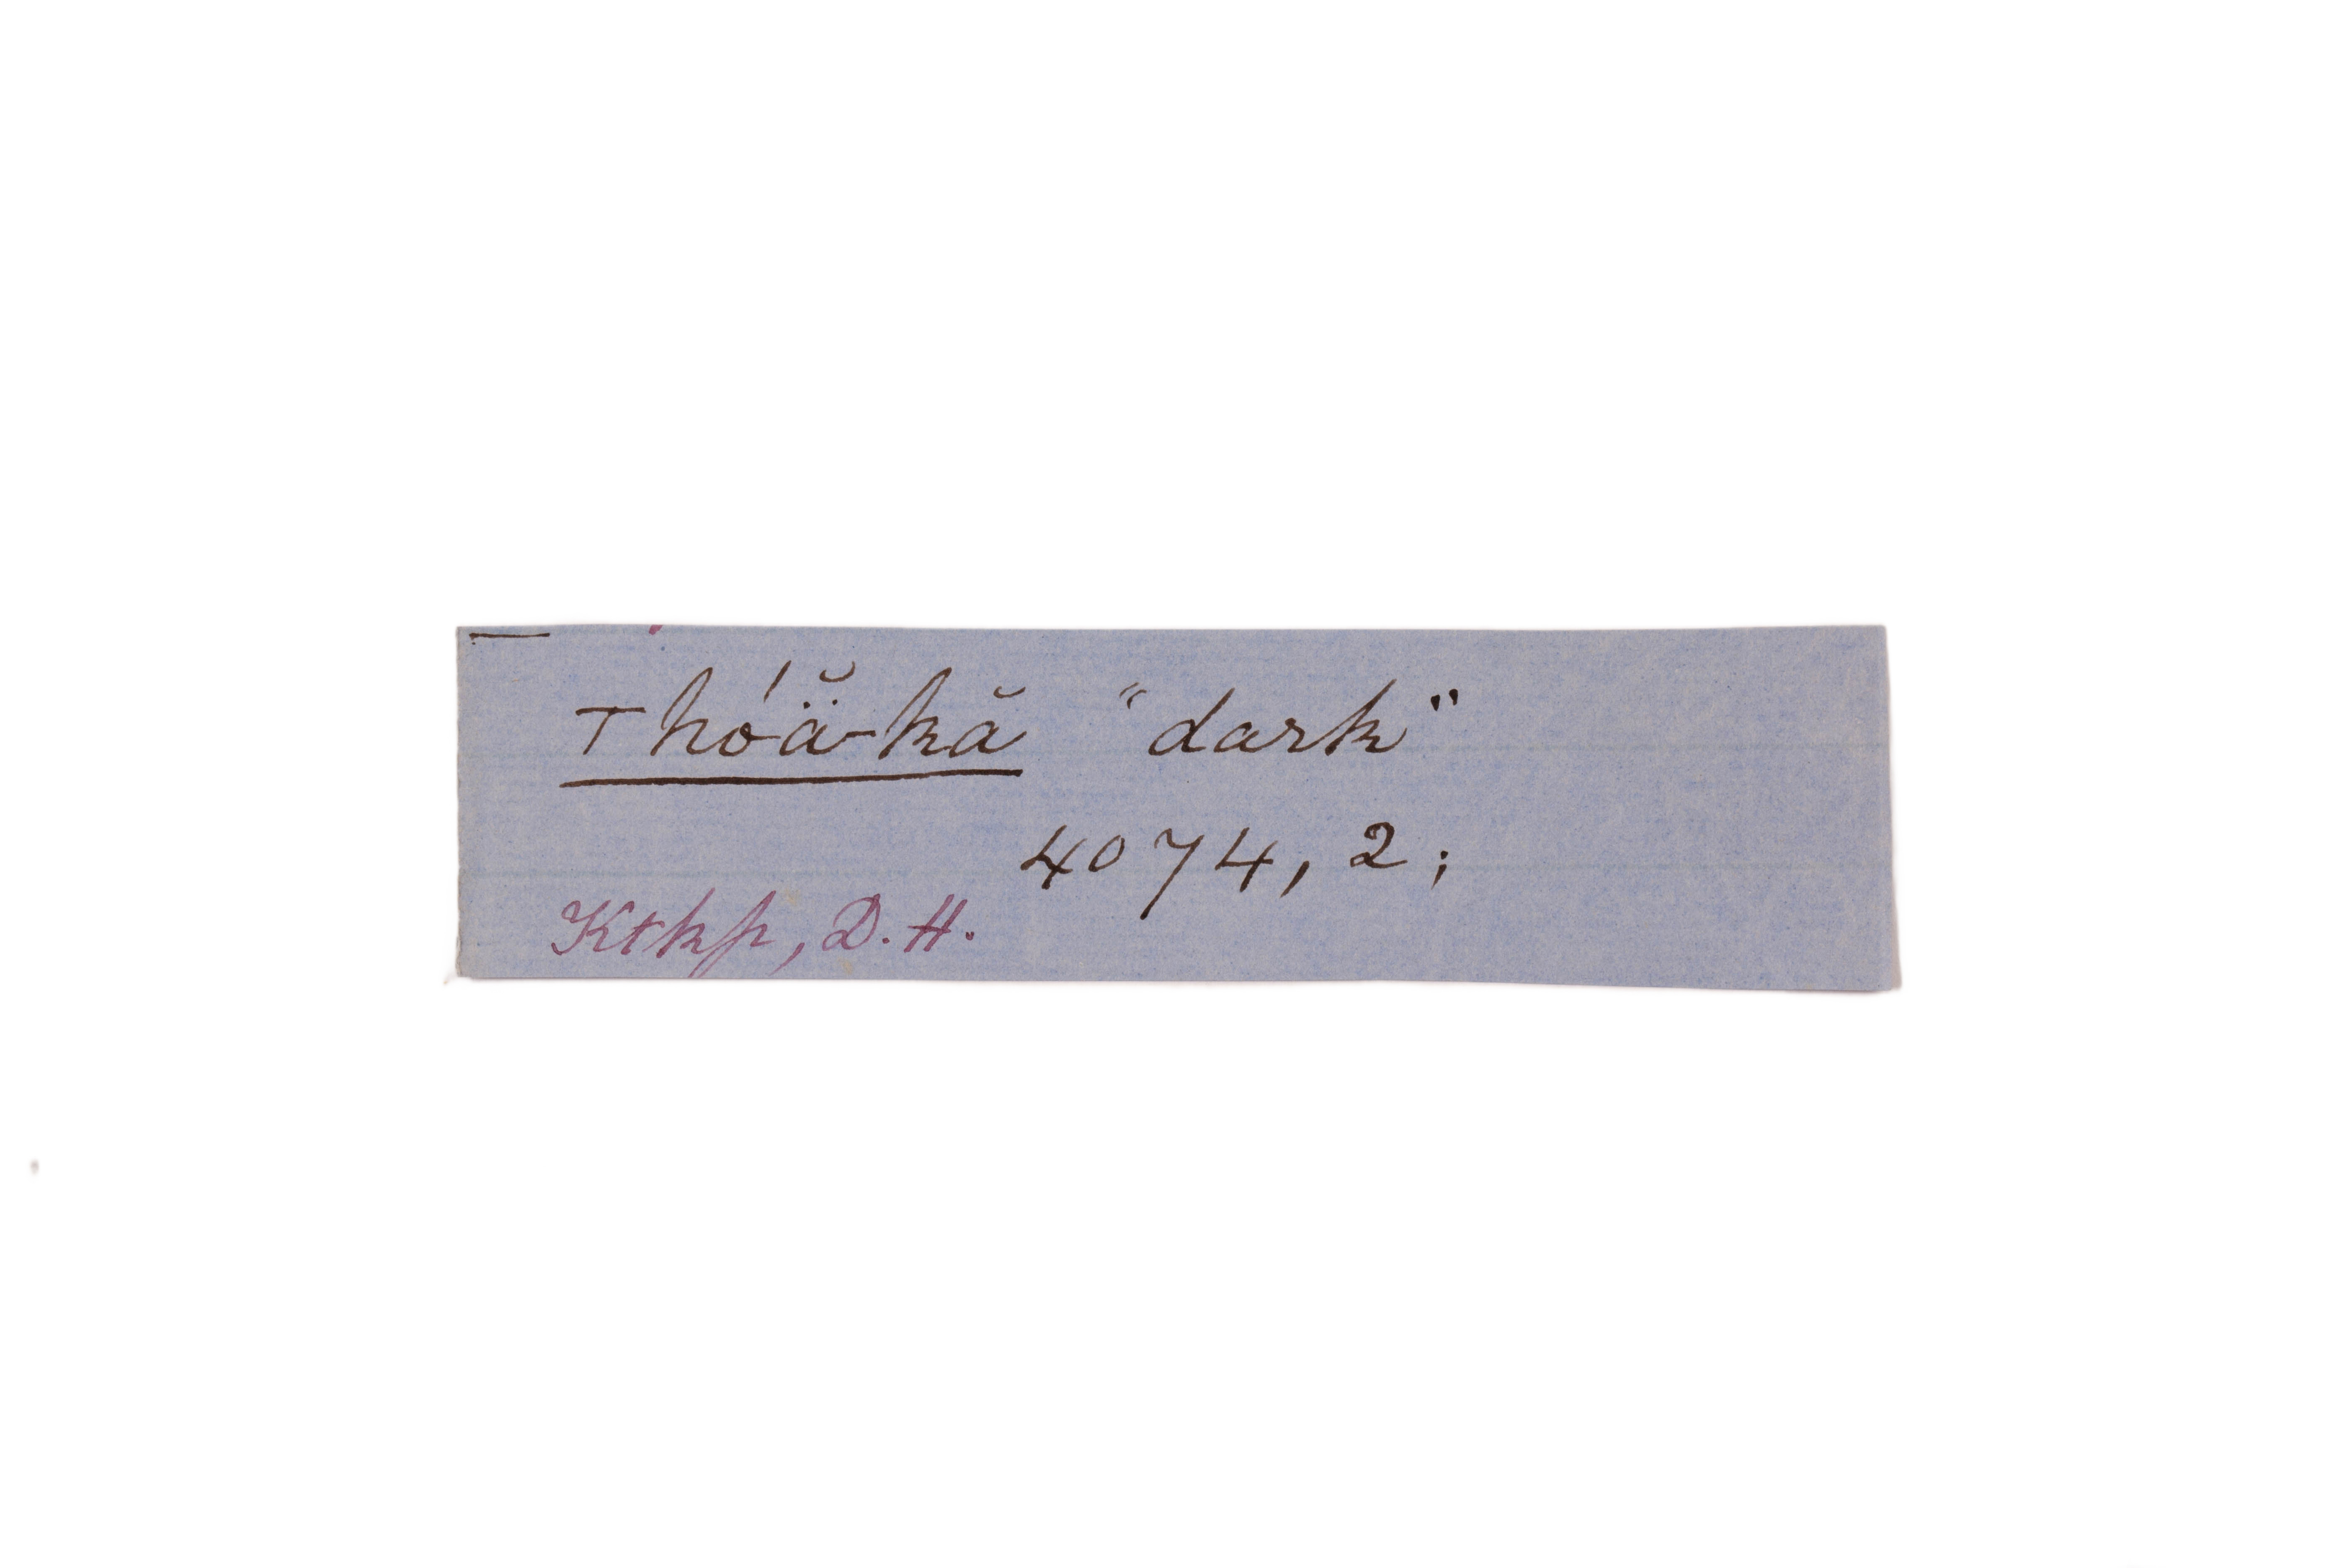 Thóä̆-kă "dark"
4074, 2;
Ktkp, D.H.